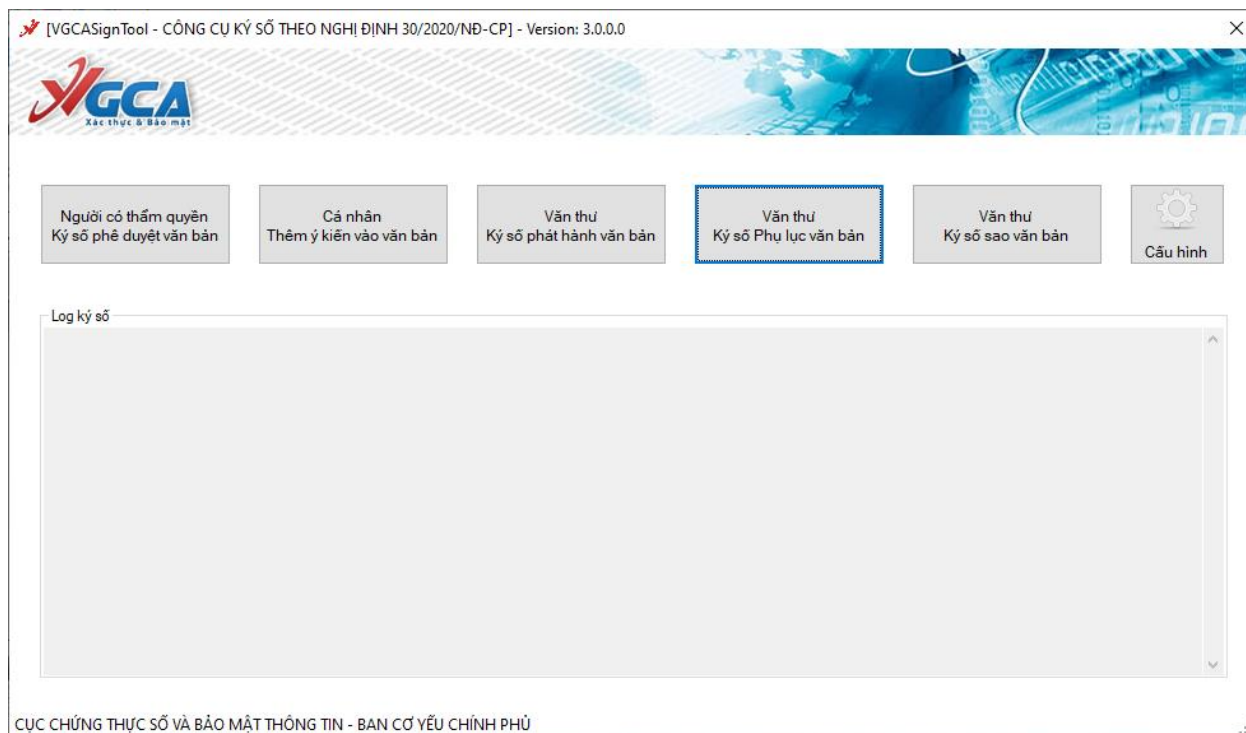 [VGCASignTool - CÔNG CỤ KÝ SỐ THEO NGHỊ ĐỊNH 30/2020/NĐ-CP] - Version: 3.0.0.0
VGCA
Xác thực & Bảo mật
Người có thẩm quyền
Ký số phê duyệt văn bản
Cá nhân
Thêm ý kiến vào văn bản
Văn thư
Ký số phát hành văn bản
Văn thư
Ký số Phụ lục văn bản
Văn thư
Ký số sao văn bản
Cấu hình
Log ký số
CỤC CHỨNG THỰC SỐ VÀ BẢO MẬT THÔNG TIN - BAN CƠ YẾU CHÍNH PHỦ